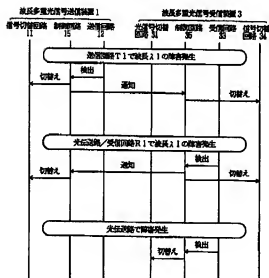 波長多重光信号送信装置1 波長多重光信号受信装置3
信号切替回路 制御回路 送信回路 光信号切替回路 制御回路 受信回路 信号切替回路
11 15 12 31 35 33 34
送信回路T1で波長λ1の障害発生
検出
切替え
通知
切替え
光伝送路/受信回路R1で波長λ1の障害発生
検出
切替え 通知 切替え
光伝送路で障害発生
検出
切替え